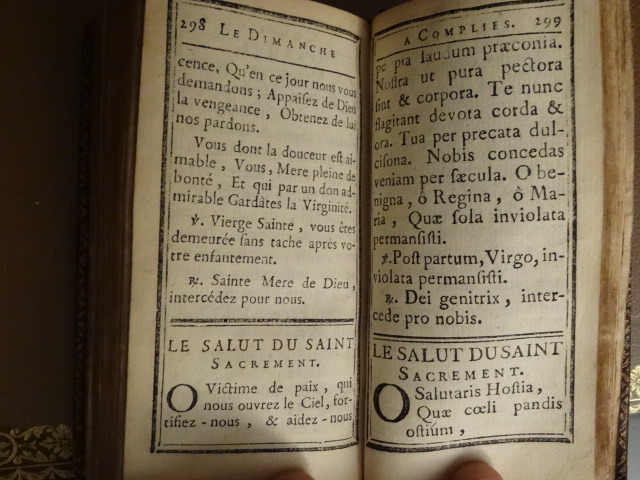 298 LE DIMANCHE
cence, Qu'en ce jour nous vous
demandons ; Appaiſez de Dieu
la vengeance , Obtenez de lui
nos pardons.
Vous dont la douceur eſt ai-
mable , Vous, Mere pleine de
bonté , Et qui par un don ad-
mirable Gardâtes la Virginité.
℣. Vierge Sainte , vous êtes
demeurée ſans tache aprés vo-
tre enfantement.
℞. Sainte Mere de Dieu,
intercédez pour nous.
LE SALUT DU SAINT
SACREMENT.
O Victime de paix , qui
nous ouvrez le Ciel, for-
tifiez-nous , & aidez-nous
A COMPLIES. 299
pe pia laudum præconia.
Noſtra ut pura pectora
ſint & corpora. Te nunc
flagitant devota corda &
ora. Tua per precata dul-
ciſona. Nobis concedas
veniam per ſæcula. O be-
nigna , ô Regina , ô Ma-
ria , Quæ ſola inviolata
permanſiſti.
℣. Poſt partum, Virgo, in-
violata permanſiſti.
℞. Dei genitrix , inter-
cede pro nobis.
LE SALUT DU SAINT
SACREMENT.
O Salutaris Hoſtia,
Quæ cœli pandis
oſtium ,